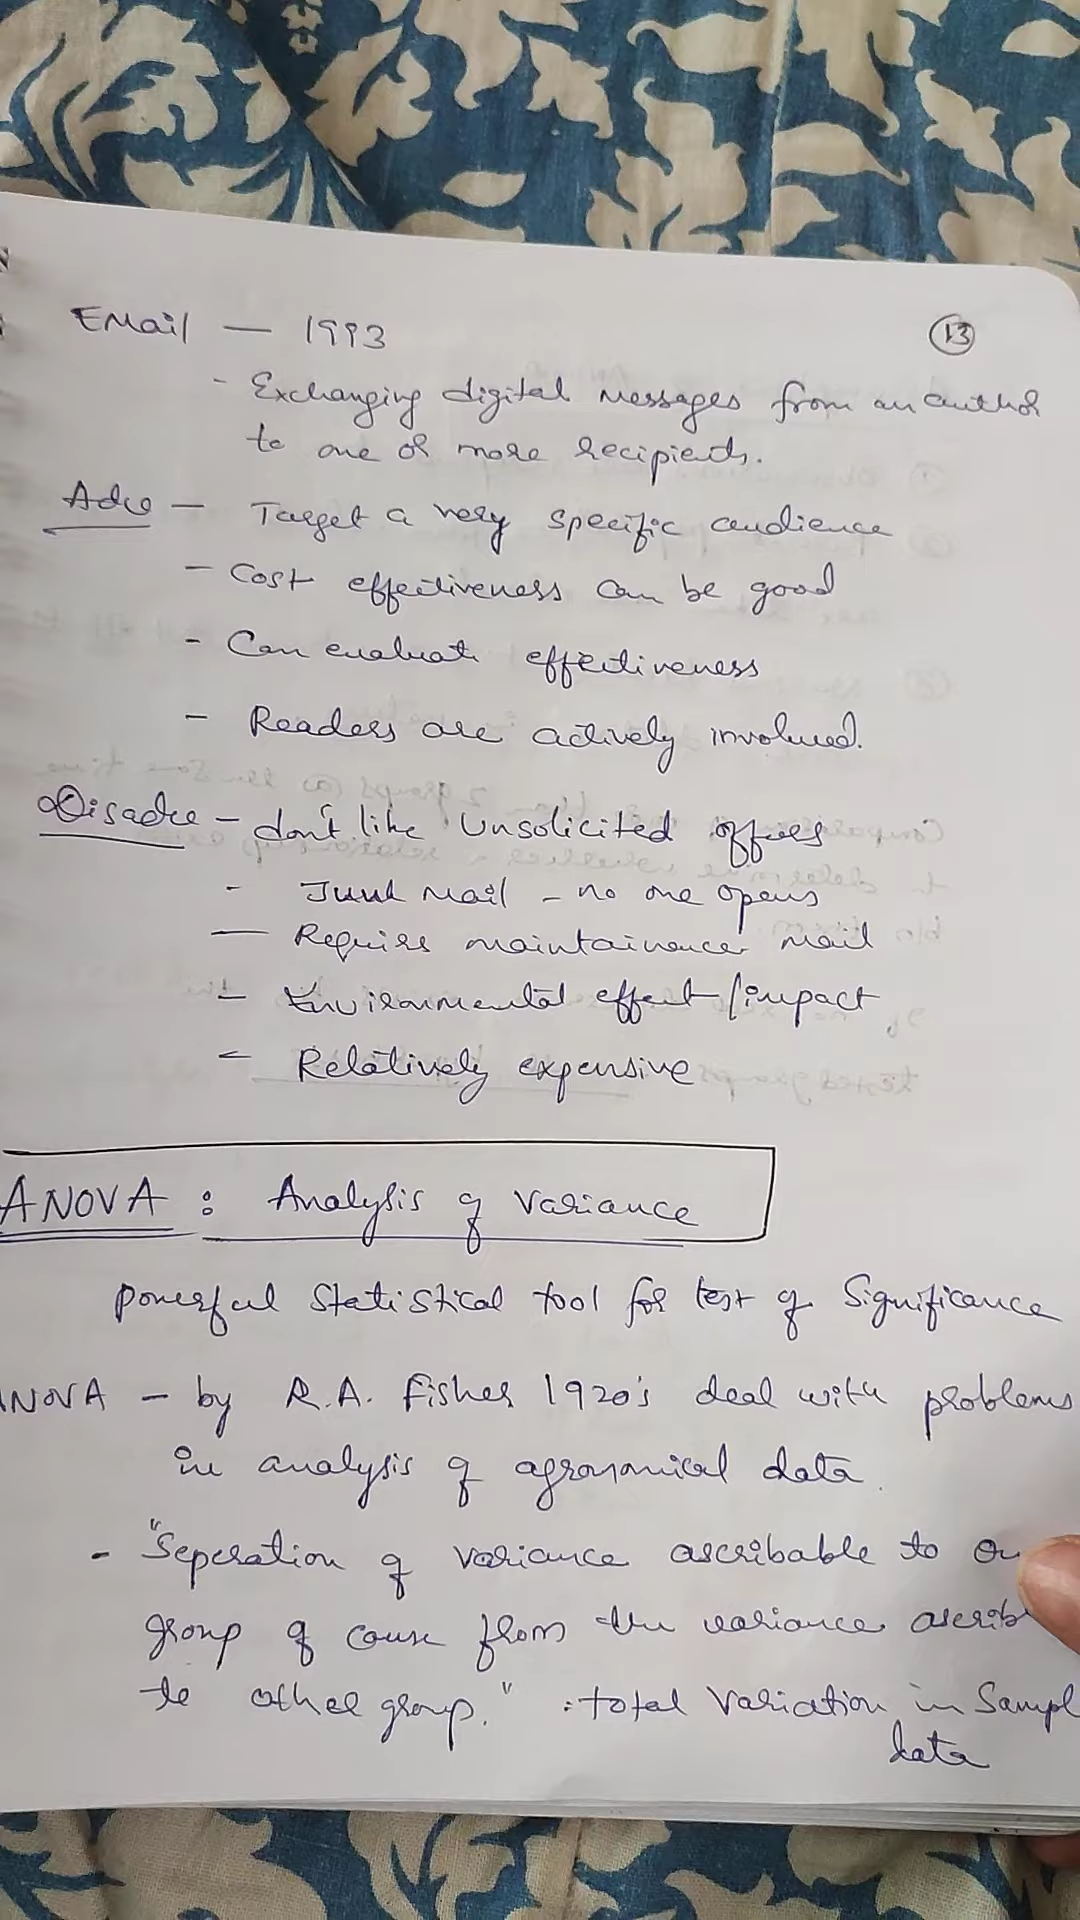 EMail — 1993
13
- Exchanging digital messages from an author
to one or more recipients.
Adv — Target a very specific audience
- Cost effectiveness can be good
- Can evaluate effectiveness
- Readers are actively involved.
Disadv - don't like Unsolicited offers
- Junk Mail - no one opens
- Requires maintainence mail
- Environmental effect/impact
- Relatively expensive
ANOVA : Analysis of Variance
powerful Statistical tool for test of Significance
NOVA - by R.A. Fisher 1920's deal with problems
in analysis of agronomical data.
- "Seperation of variance ascribable to
group of cause from the variance ascrib
to other group." : total Variation in Sampl
data